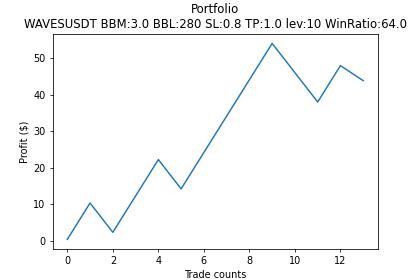 Portfolio
WAVESUSDT BBM:3.0 BBL:280 SL:0.8 TP:1.0 lev:10 WinRatio:64.0
Profit ($)
50
40
30
20
10
0
0 2 4 6 8 10 12
Trade counts